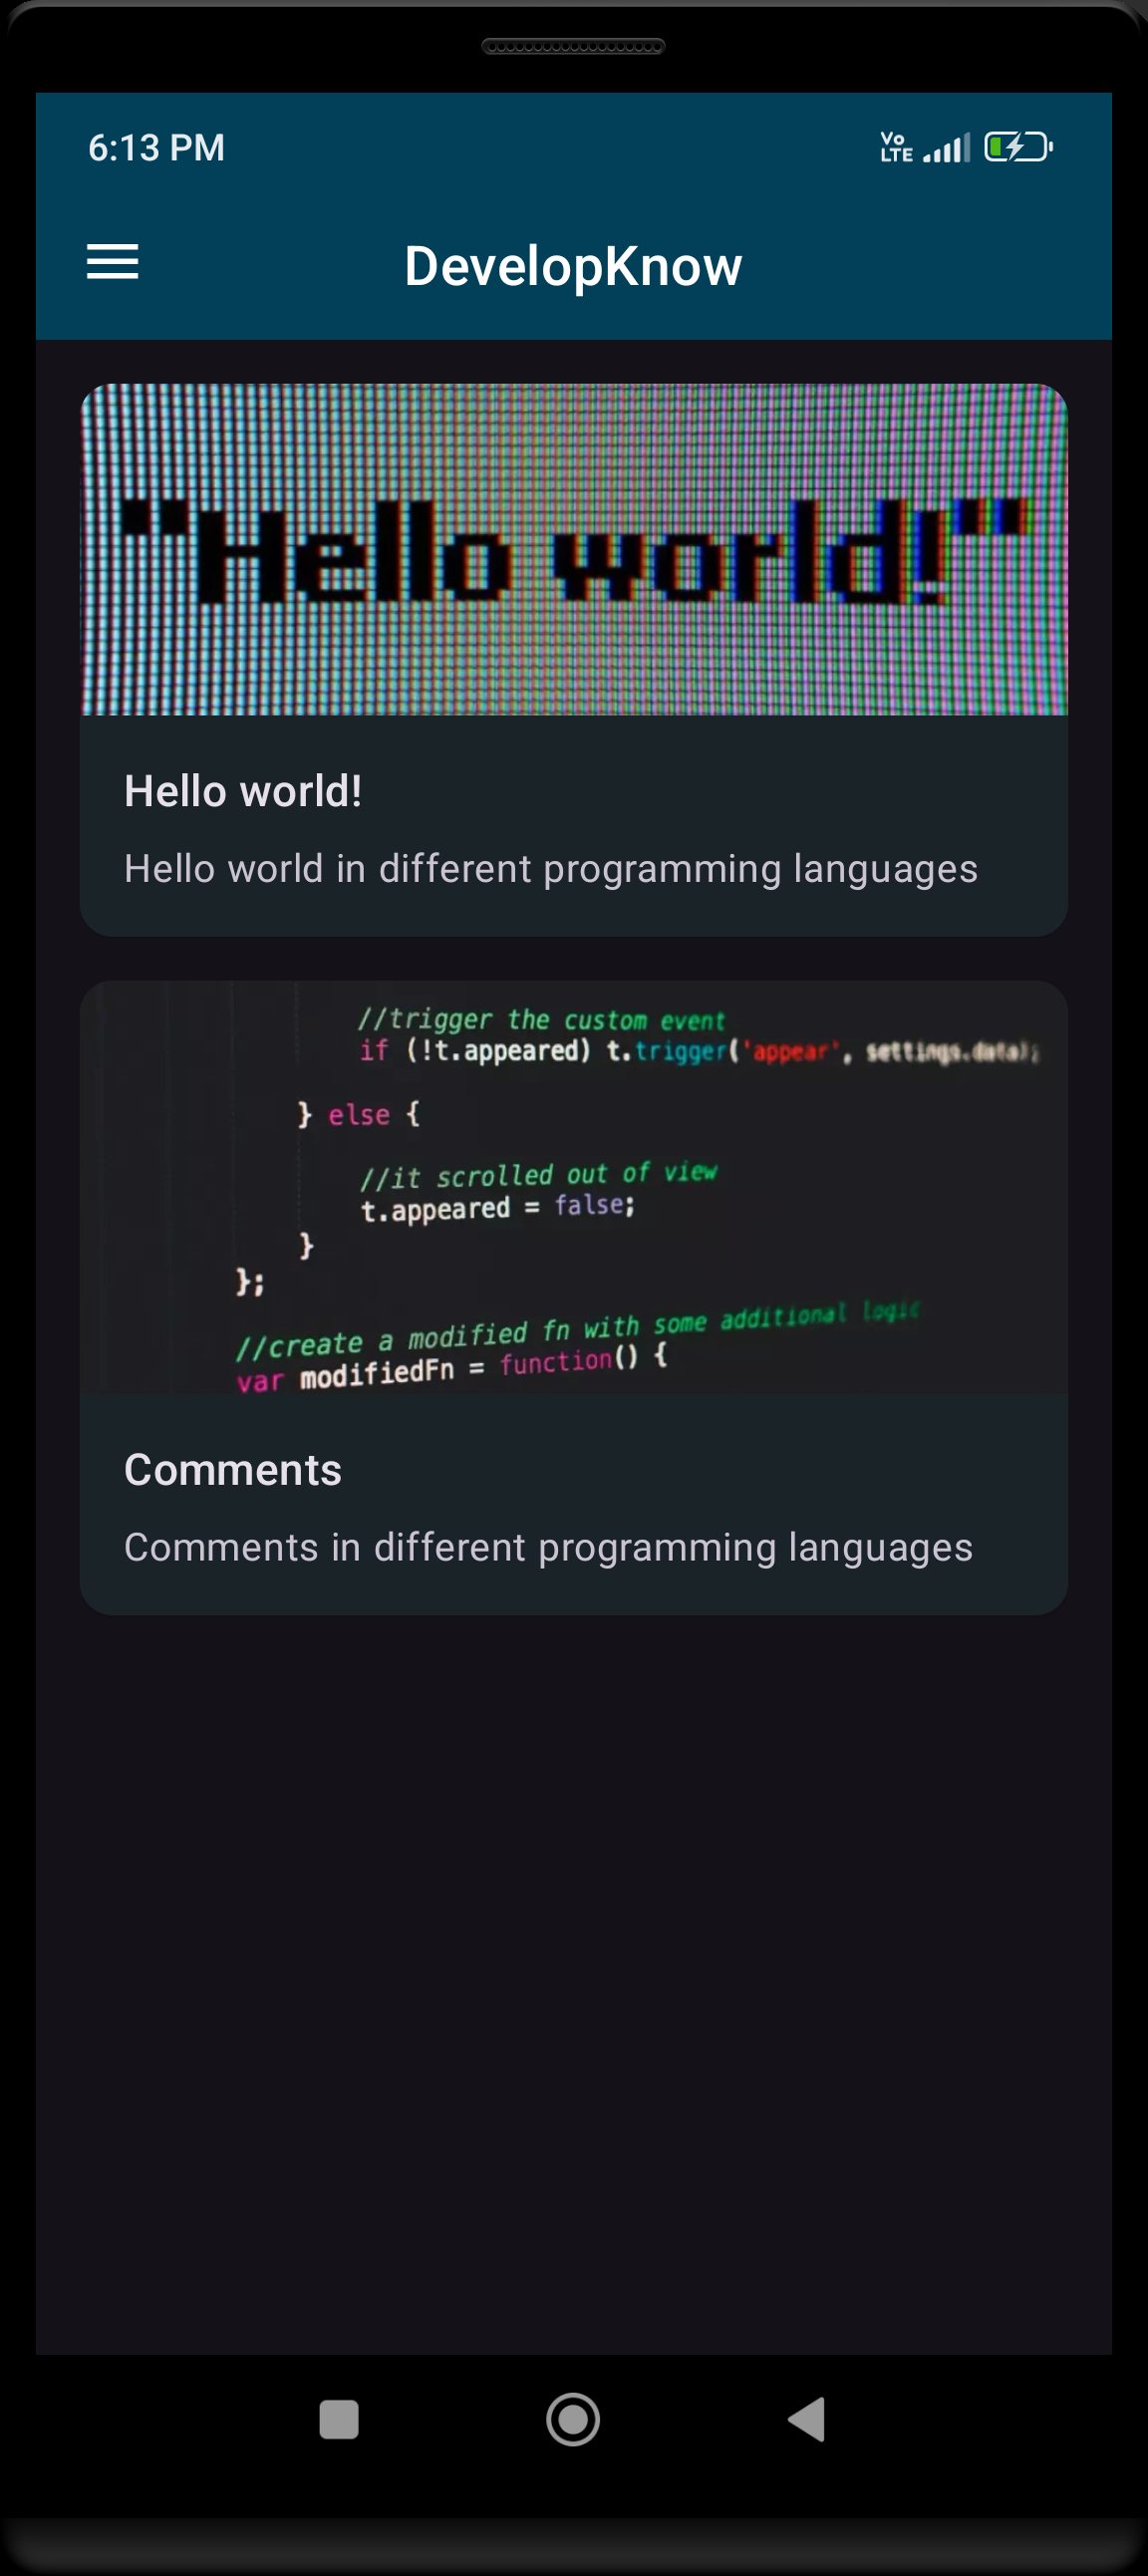 6:13 PM
Vo
LTE
DevelopKnow
"Hello world!"
Hello world!
Hello world in different programming languages
//trigger the custom event
if (!t.appeared) t.trigger('appear', settings.data);
} else {
//it scrolled out of view
t.appeared = false;
}
};
//create a modified fn with some additional logic
var modifiedFn = function() {
Comments
Comments in different programming languages